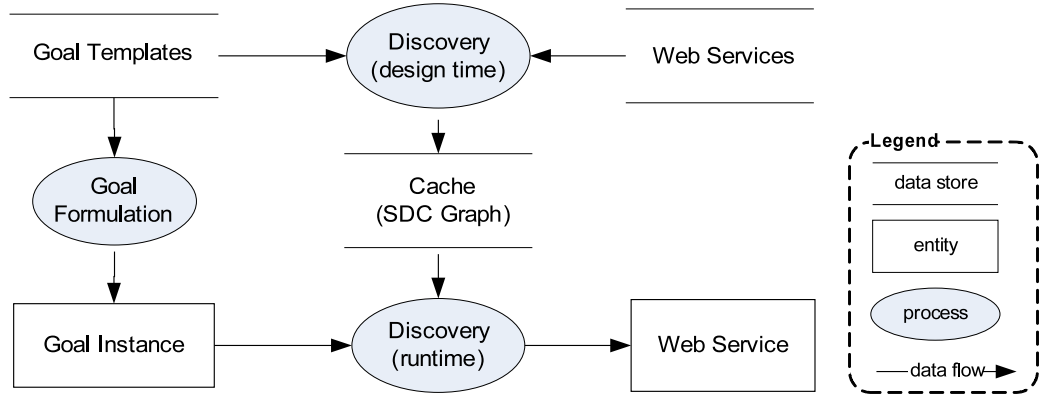 Goal Templates
Discovery
(design time)
Web Services
Goal
Formulation
Cache
(SDC Graph)
Goal Instance
Discovery
(runtime)
Web Service
Legend
data store
entity
process
data flow